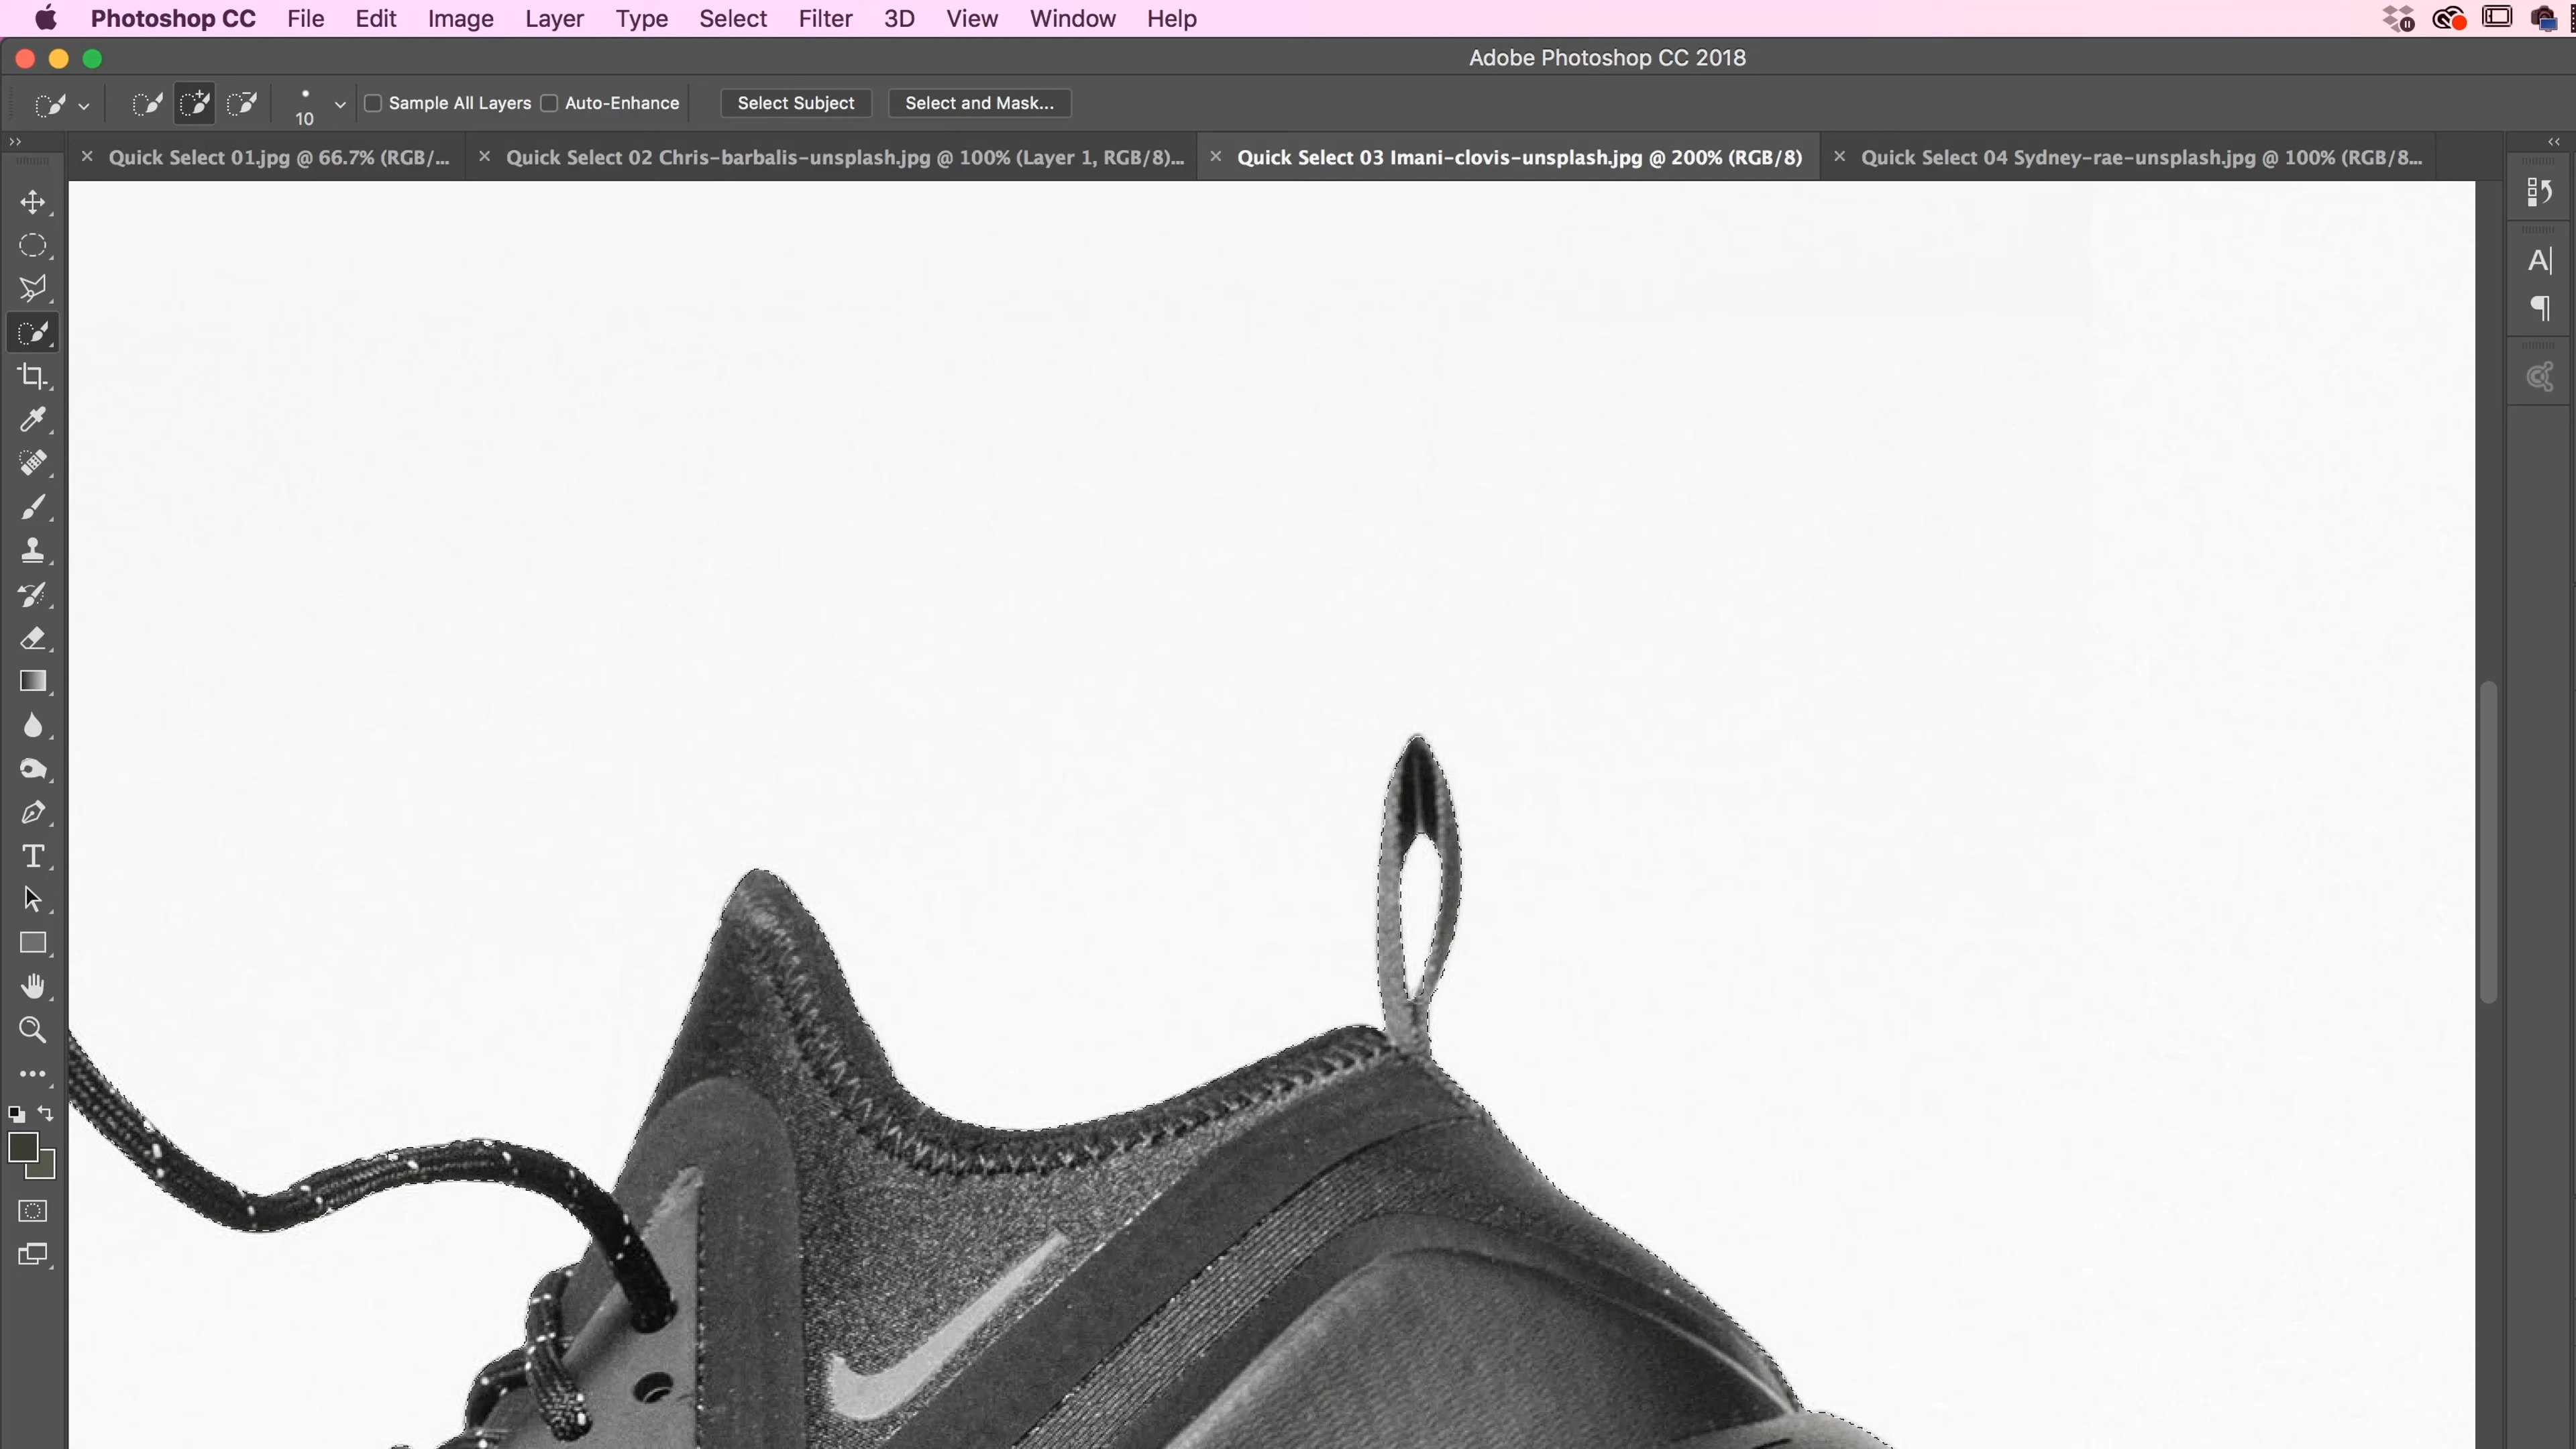 Photoshop CC File Edit Image Layer Type Select Filter 3D View Window Help
Adobe Photoshop CC 2018
10 Sample All Layers Auto-Enhance Select Subject Select and Mask...
Quick Select 01.jpg @ 66.7% (RGB/... Quick Select 02 Chris-barbalis-unsplash.jpg @ 100% (Layer 1, RGB/8)... Quick Select 03 Imani-clovis-unsplash.jpg @ 200% (RGB/8) Quick Select 04 Sydney-rae-unsplash.jpg @ 100% (RGB/8...